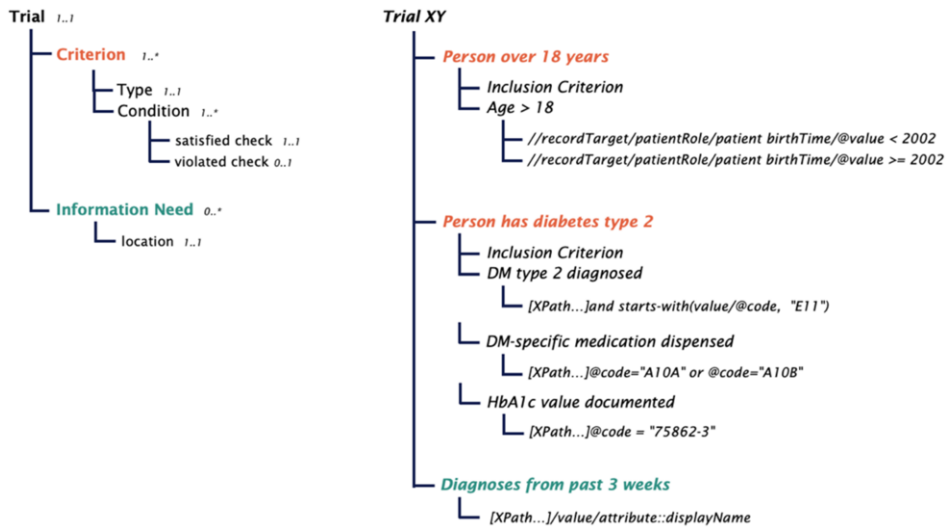 Trial 1..1
Criterion 1..*
Type 1..1
Condition 1..*
satisfied check 1..1
violated check 0..1
Information Need 0..*
location 1..1
Trial XY
Person over 18 years
Inclusion Criterion
Age > 18
//recordTarget/patientRole/patient birthTime/@value < 2002
//recordTarget/patientRole/patient birthTime/@value >= 2002
Person has diabetes type 2
Inclusion Criterion
DM type 2 diagnosed
[XPath...]and starts-with(value/@code, "E11")
DM-specific medication dispensed
[XPath...]@code="A10A" or @code="A10B"
HbA1c value documented
[XPath...]@code = "75862-3"
Diagnoses from past 3 weeks
[XPath...]/value/attribute::displayName